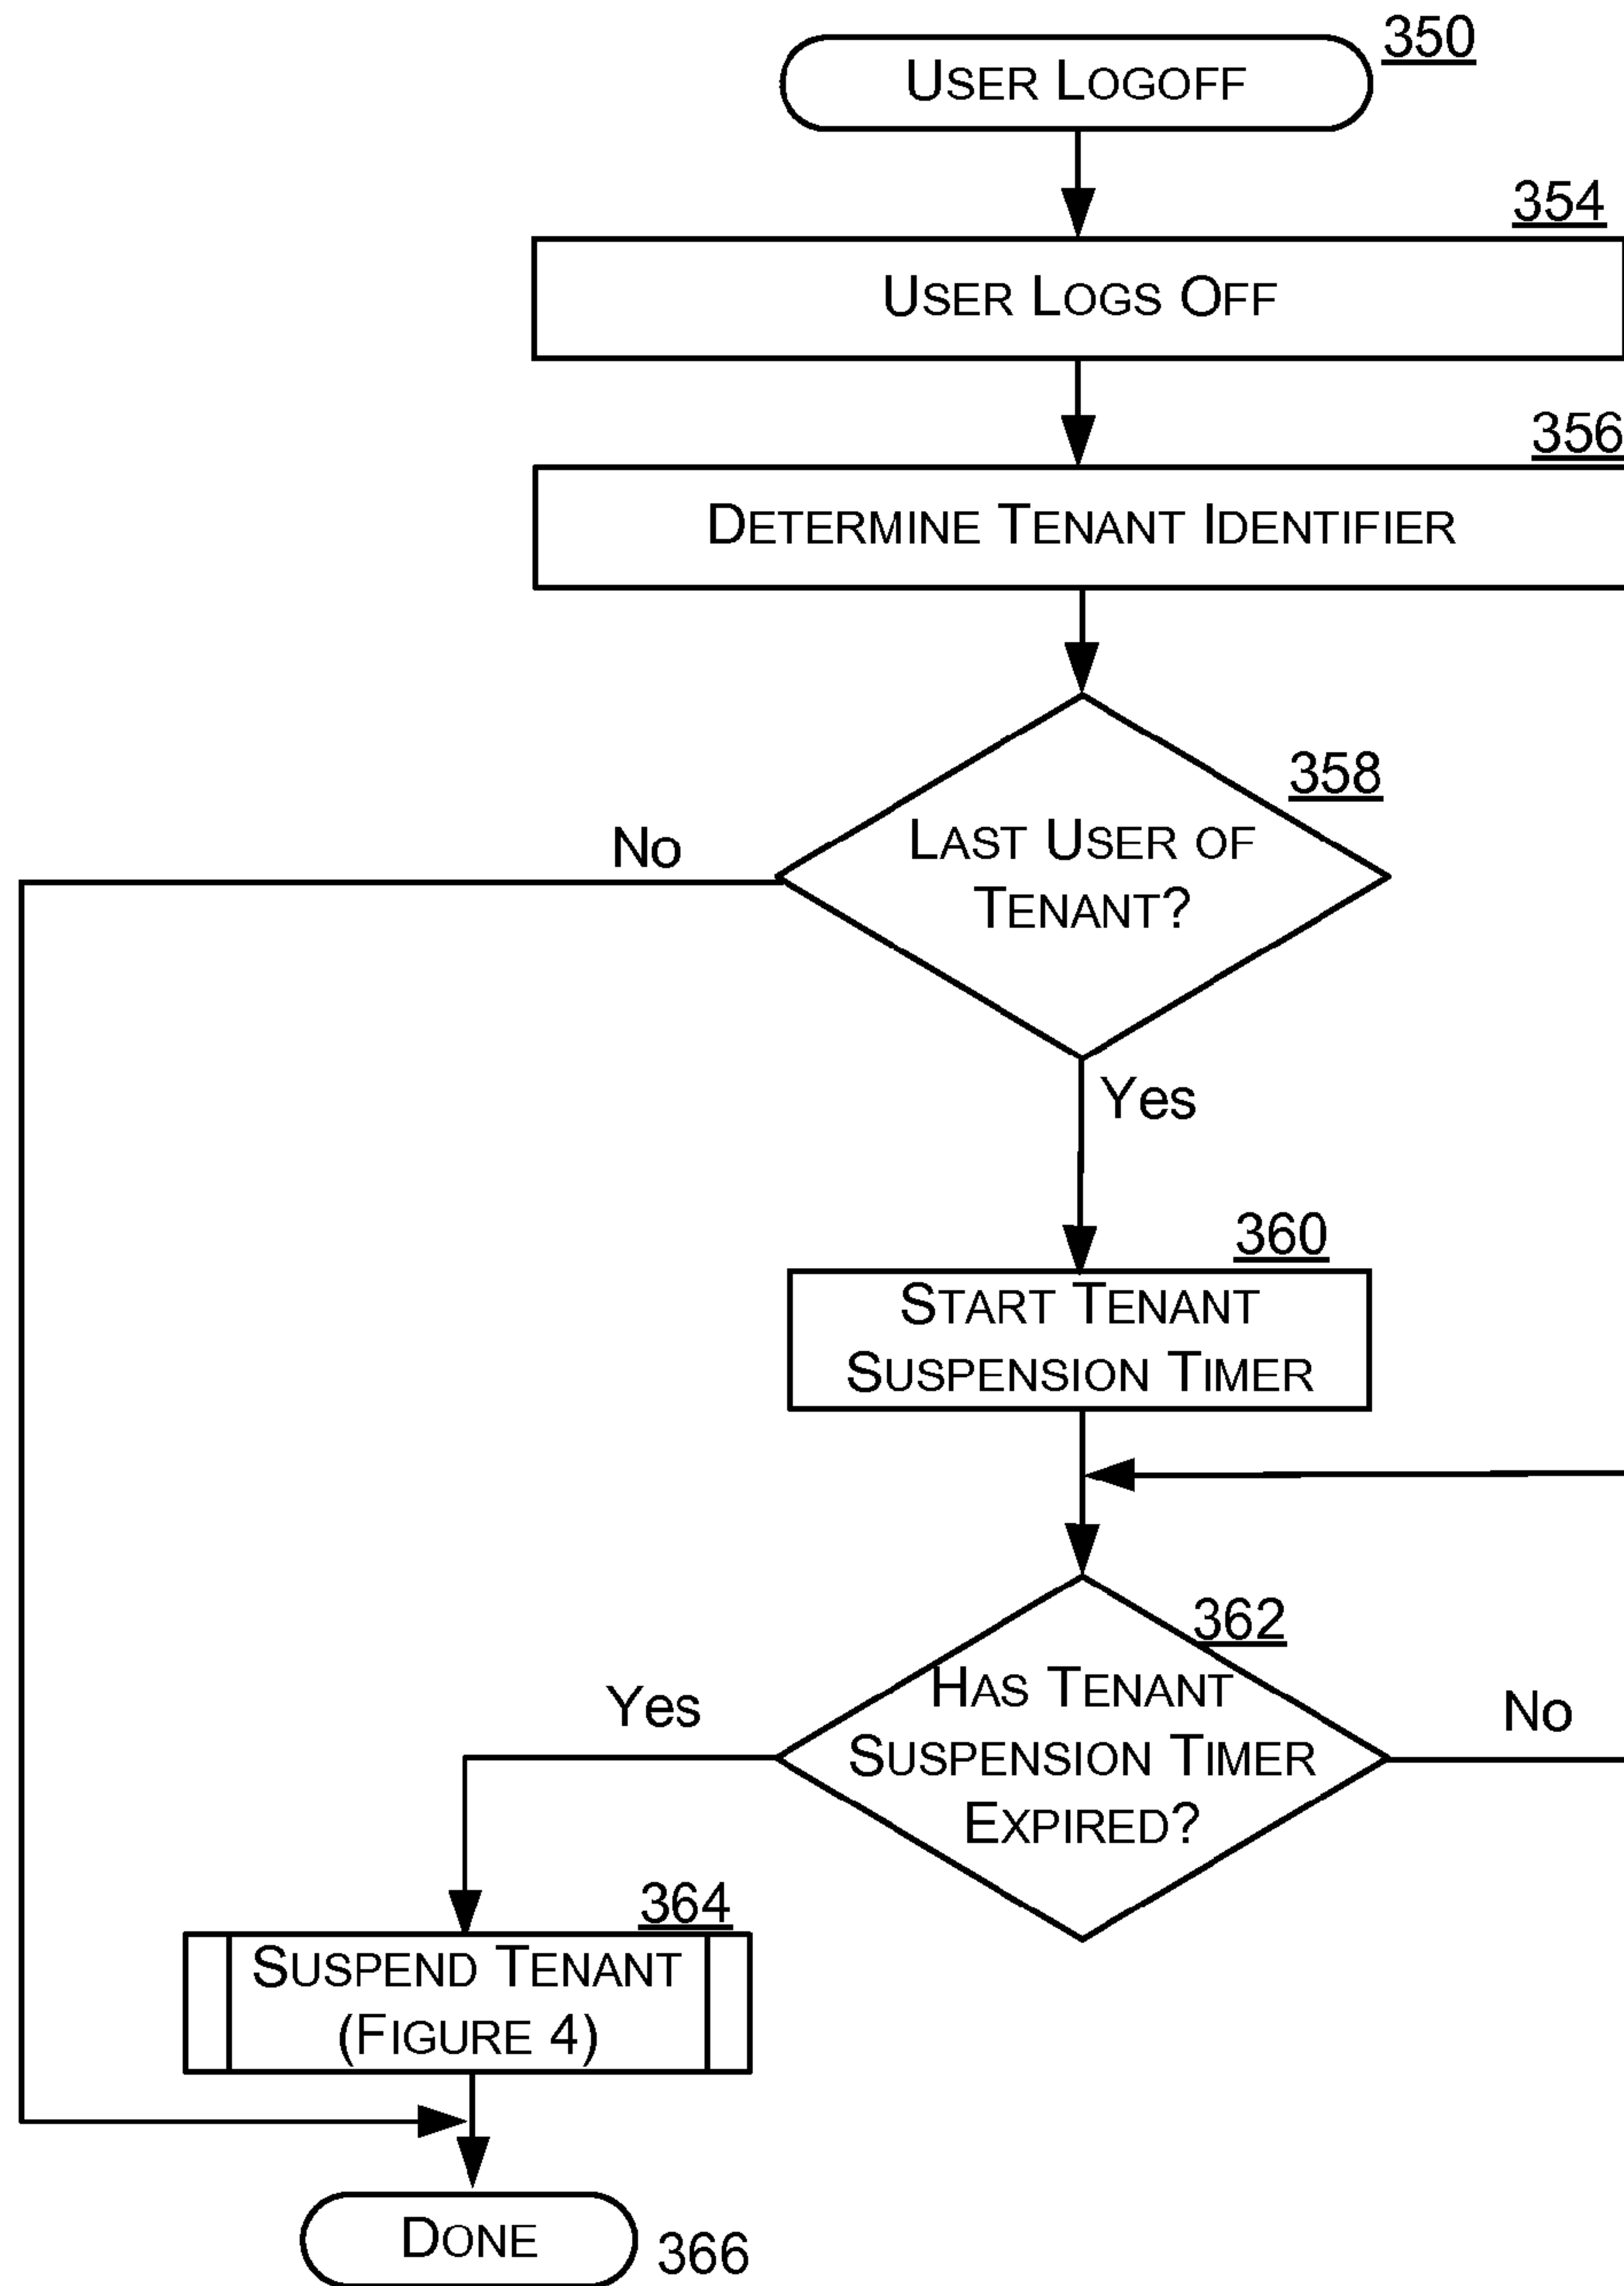 350
USER LOGOFF
354
USER LOGS OFF
356
DETERMINE TENANT IDENTIFIER
358
LAST USER OF
TENANT?
No
Yes
360
START TENANT
SUSPENSION TIMER
362
HAS TENANT
SUSPENSION TIMER
EXPIRED?
Yes
No
364
SUSPEND TENANT
(FIGURE 4)
DONE
366